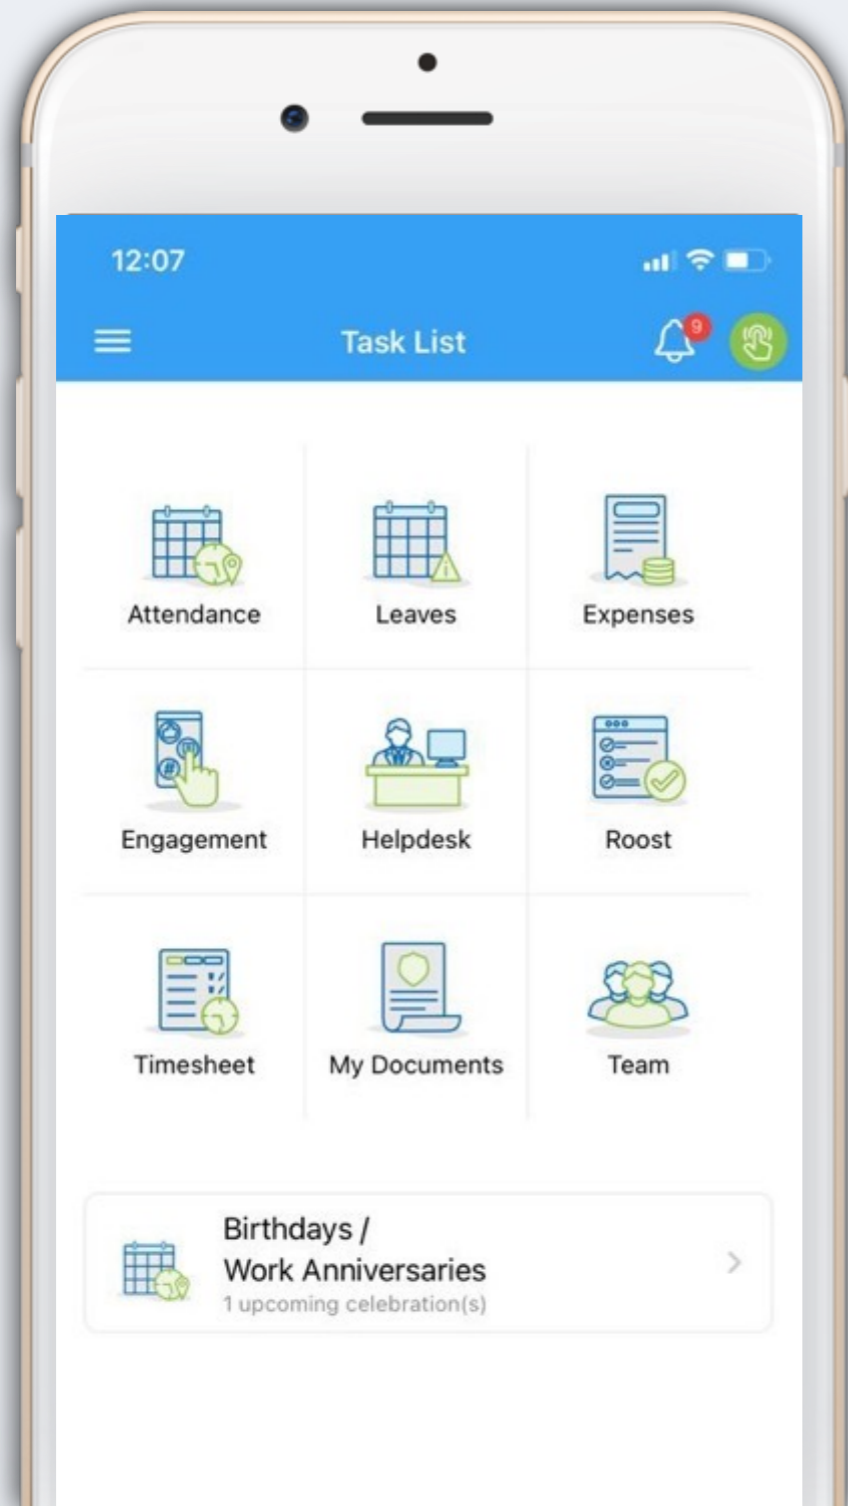 12:07
Task List
9
Attendance
Leaves
Expenses
Engagement
Helpdesk
Roost
Timesheet
My Documents
Team
Birthdays /
Work Anniversaries
1 upcoming celebration(s)